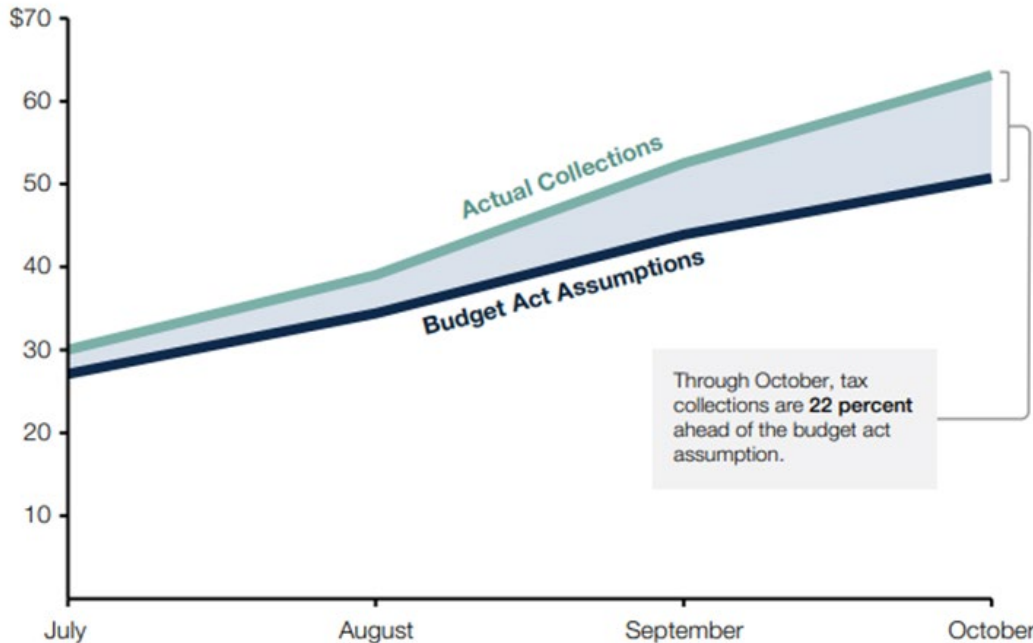 $70
60
50
40
30
20
10
Actual Collections
Budget Act Assumptions
Through October, tax
collections are 22 percent
ahead of the budget act
assumption.
July
August
September
October